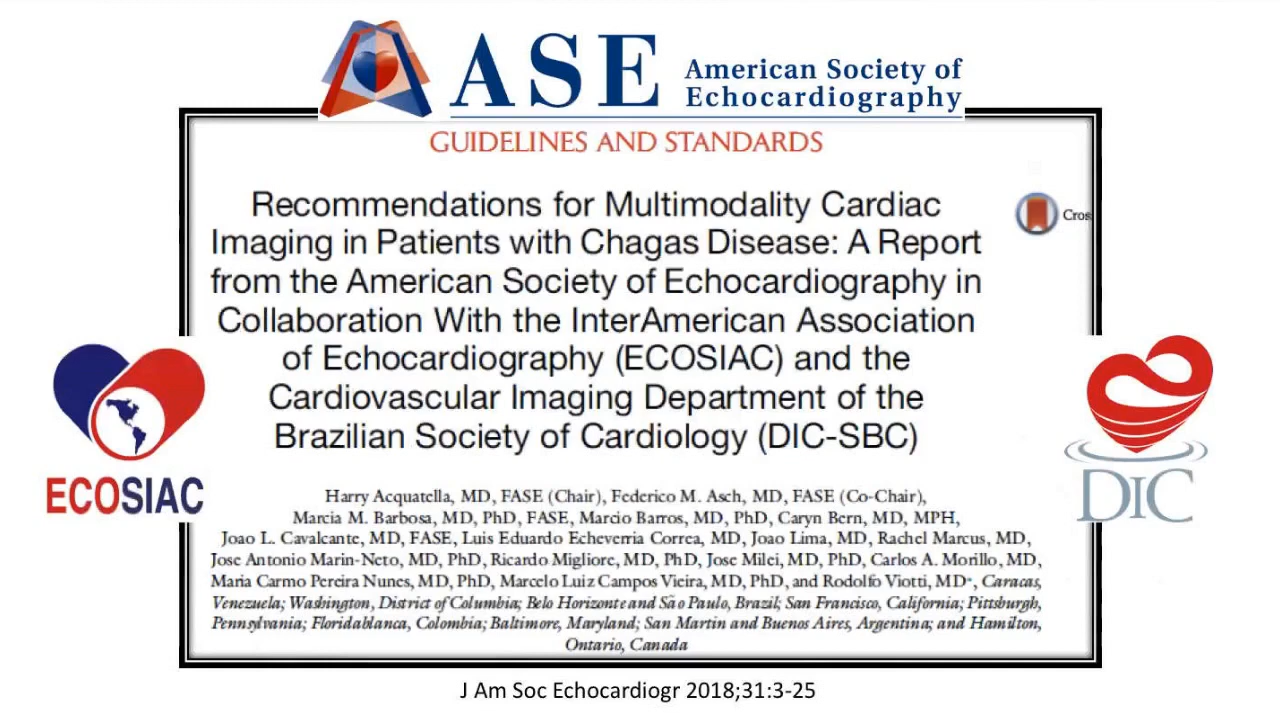 ASE American Society of
Echocardiography
GUIDELINES AND STANDARDS
Recommendations for Multimodality Cardiac
Imaging in Patients with Chagas Disease: A Report
from the American Society of Echocardiography in
Collaboration With the InterAmerican Association
of Echocardiography (ECOSIAC) and the
Cardiovascular Imaging Department of the
Brazilian Society of Cardiology (DIC-SBC)
Cros
ECOSIAC
DIC
Harry Acquatella, MD, FASE (Chair), Federico M. Asch, MD, FASE (Co-Chair),
Marcia M. Barbosa, MD, PhD, FASE, Marcio Barros, MD, PhD, Caryn Bern, MD, MPH,
Joao L. Cavalcante, MD, FASE, Luis Eduardo Echeverria Correa, MD, Joao Lima, MD, Rachel Marcus, MD,
Jose Antonio Marin-Neto, MD, PhD, Ricardo Migliore, MD, PhD, Jose Milei, MD, PhD, Carlos A. Morillo, MD,
Maria Carmo Pereira Nunes, MD, PhD, Marcelo Luiz Campos Vieira, MD, PhD, and Rodolfo Viotti, MD*, Caracas,
Venezuela; Washington, District of Columbia; Belo Horizonte and São Paulo, Brazil; San Francisco, California; Pittsburgh,
Pennsylvania; Floridablanca, Colombia; Baltimore, Maryland; San Martin and Buenos Aires, Argentina; and Hamilton,
Ontario, Canada
J Am Soc Echocardiogr 2018;31:3-25